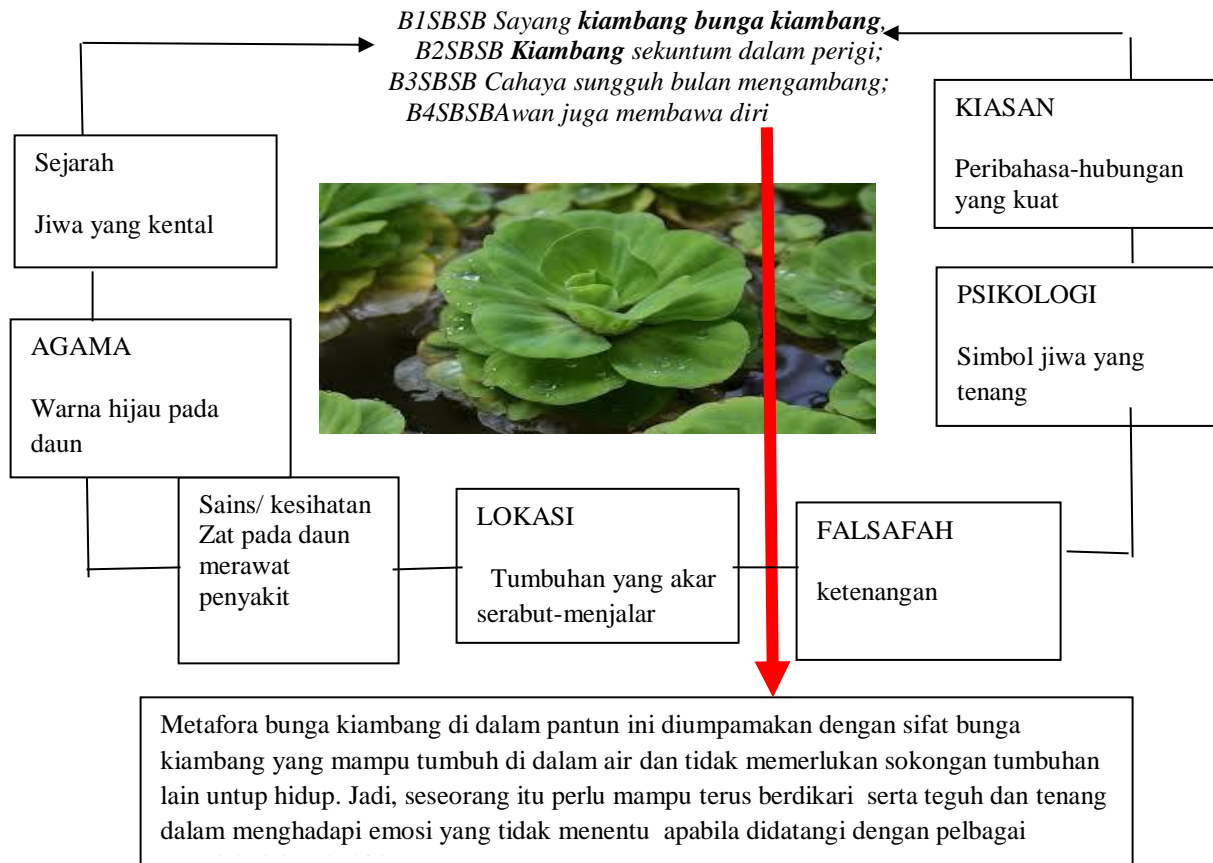 B1SBSB Sayang kiambang bunga kiambang,
B2SBSB Kiambang sekuntum dalam perigi;
B3SBSB Cahaya sungguh bulan mengambang;
B4SBSBAwan juga membawa diri
Sejarah
Jiwa yang kental
AGAMA
Warna hijau pada
daun
Sains/ kesihatan
Zat pada daun
merawat
penyakit
LOKASI
Tumbuhan yang akar
serabut-menjalar
FALSAFAH
ketenangan
PSIKOLOGI
Simbol jiwa yang
tenang
KIASAN
Peribahasa-hubungan
yang kuat
Metafora bunga kiambang di dalam pantun ini diumpamakan dengan sifat bunga
kiambang yang mampu tumbuh di dalam air dan tidak memerlukan sokongan tumbuhan
lain untup hidup. Jadi, seseorang itu perlu mampu terus berdikari serta teguh dan tenang
dalam menghadapi emosi yang tidak menentu apabila didatangi dengan pelbagai